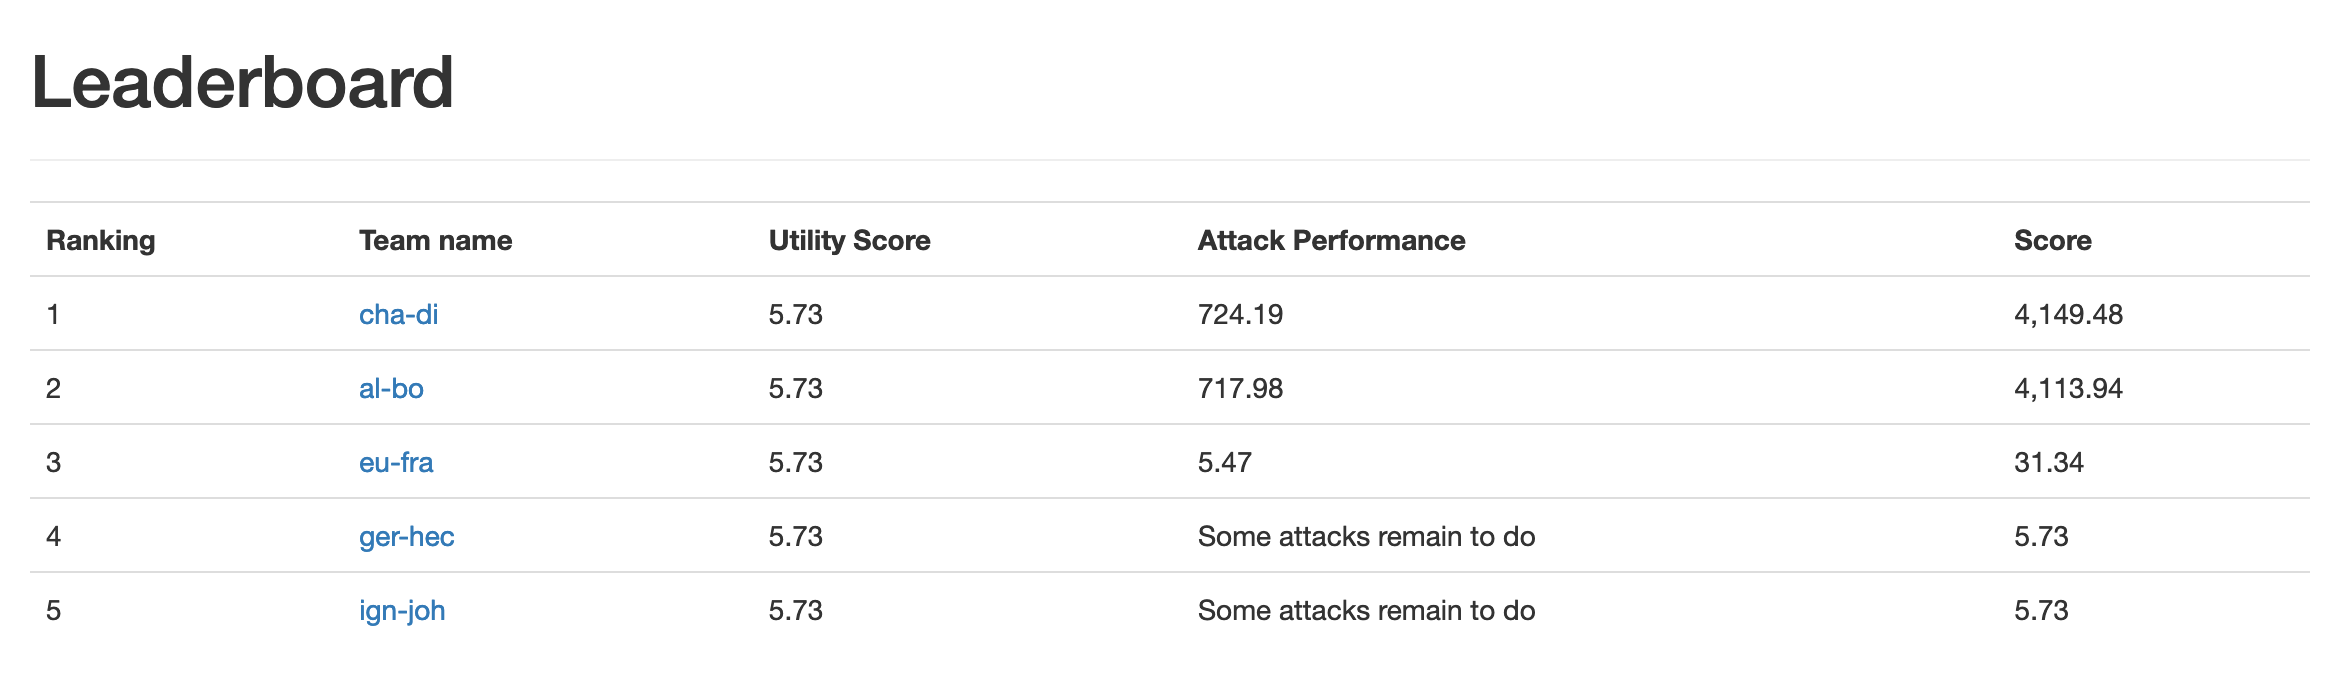 Leaderboard
Ranking Team name Utility Score Attack Performance Score
1 cha-di 5.73 724.19 4,149.48
2 al-bo 5.73 717.98 4,113.94
3 eu-fra 5.73 5.47 31.34
4 ger-hec 5.73 Some attacks remain to do 5.73
5 ign-joh 5.73 Some attacks remain to do 5.73